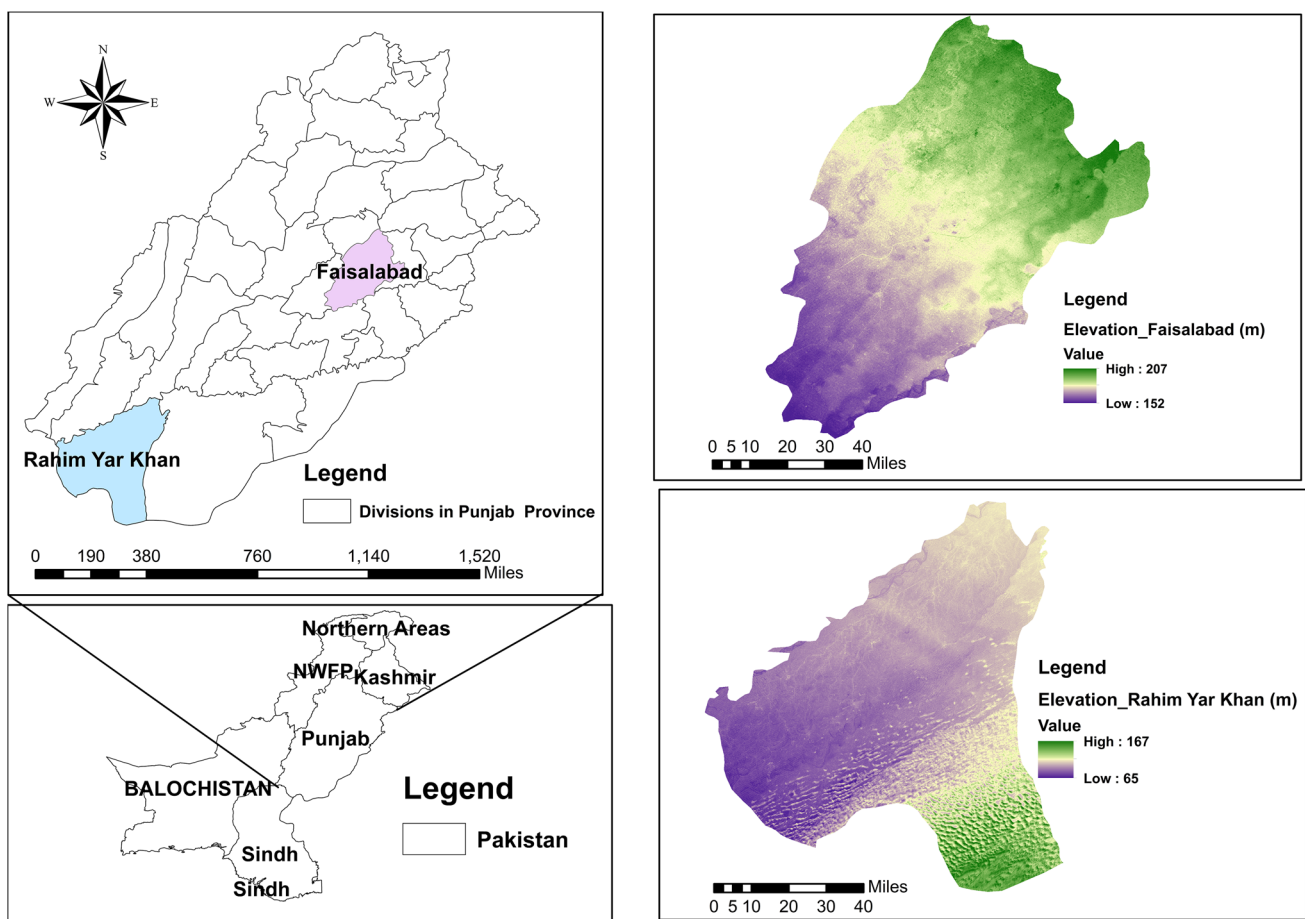 N
W E
S
Faisalabad
Rahim Yar Khan
Legend
Divisions in Punjab Province
0 190 380 760 1,140 1,520
Miles
Northern Areas
NWFP
Kashmir
Punjab
BALOCHISTAN
Sindh
Sindh
Legend
Pakistan
Legend
Elevation_Faisalabad (m)
Value
High : 207
Low : 152
0 5 10 20 30 40
Miles
Legend
Elevation_Rahim Yar Khan (m)
Value
High : 167
Low : 65
Miles
0 5 10 20 30 40